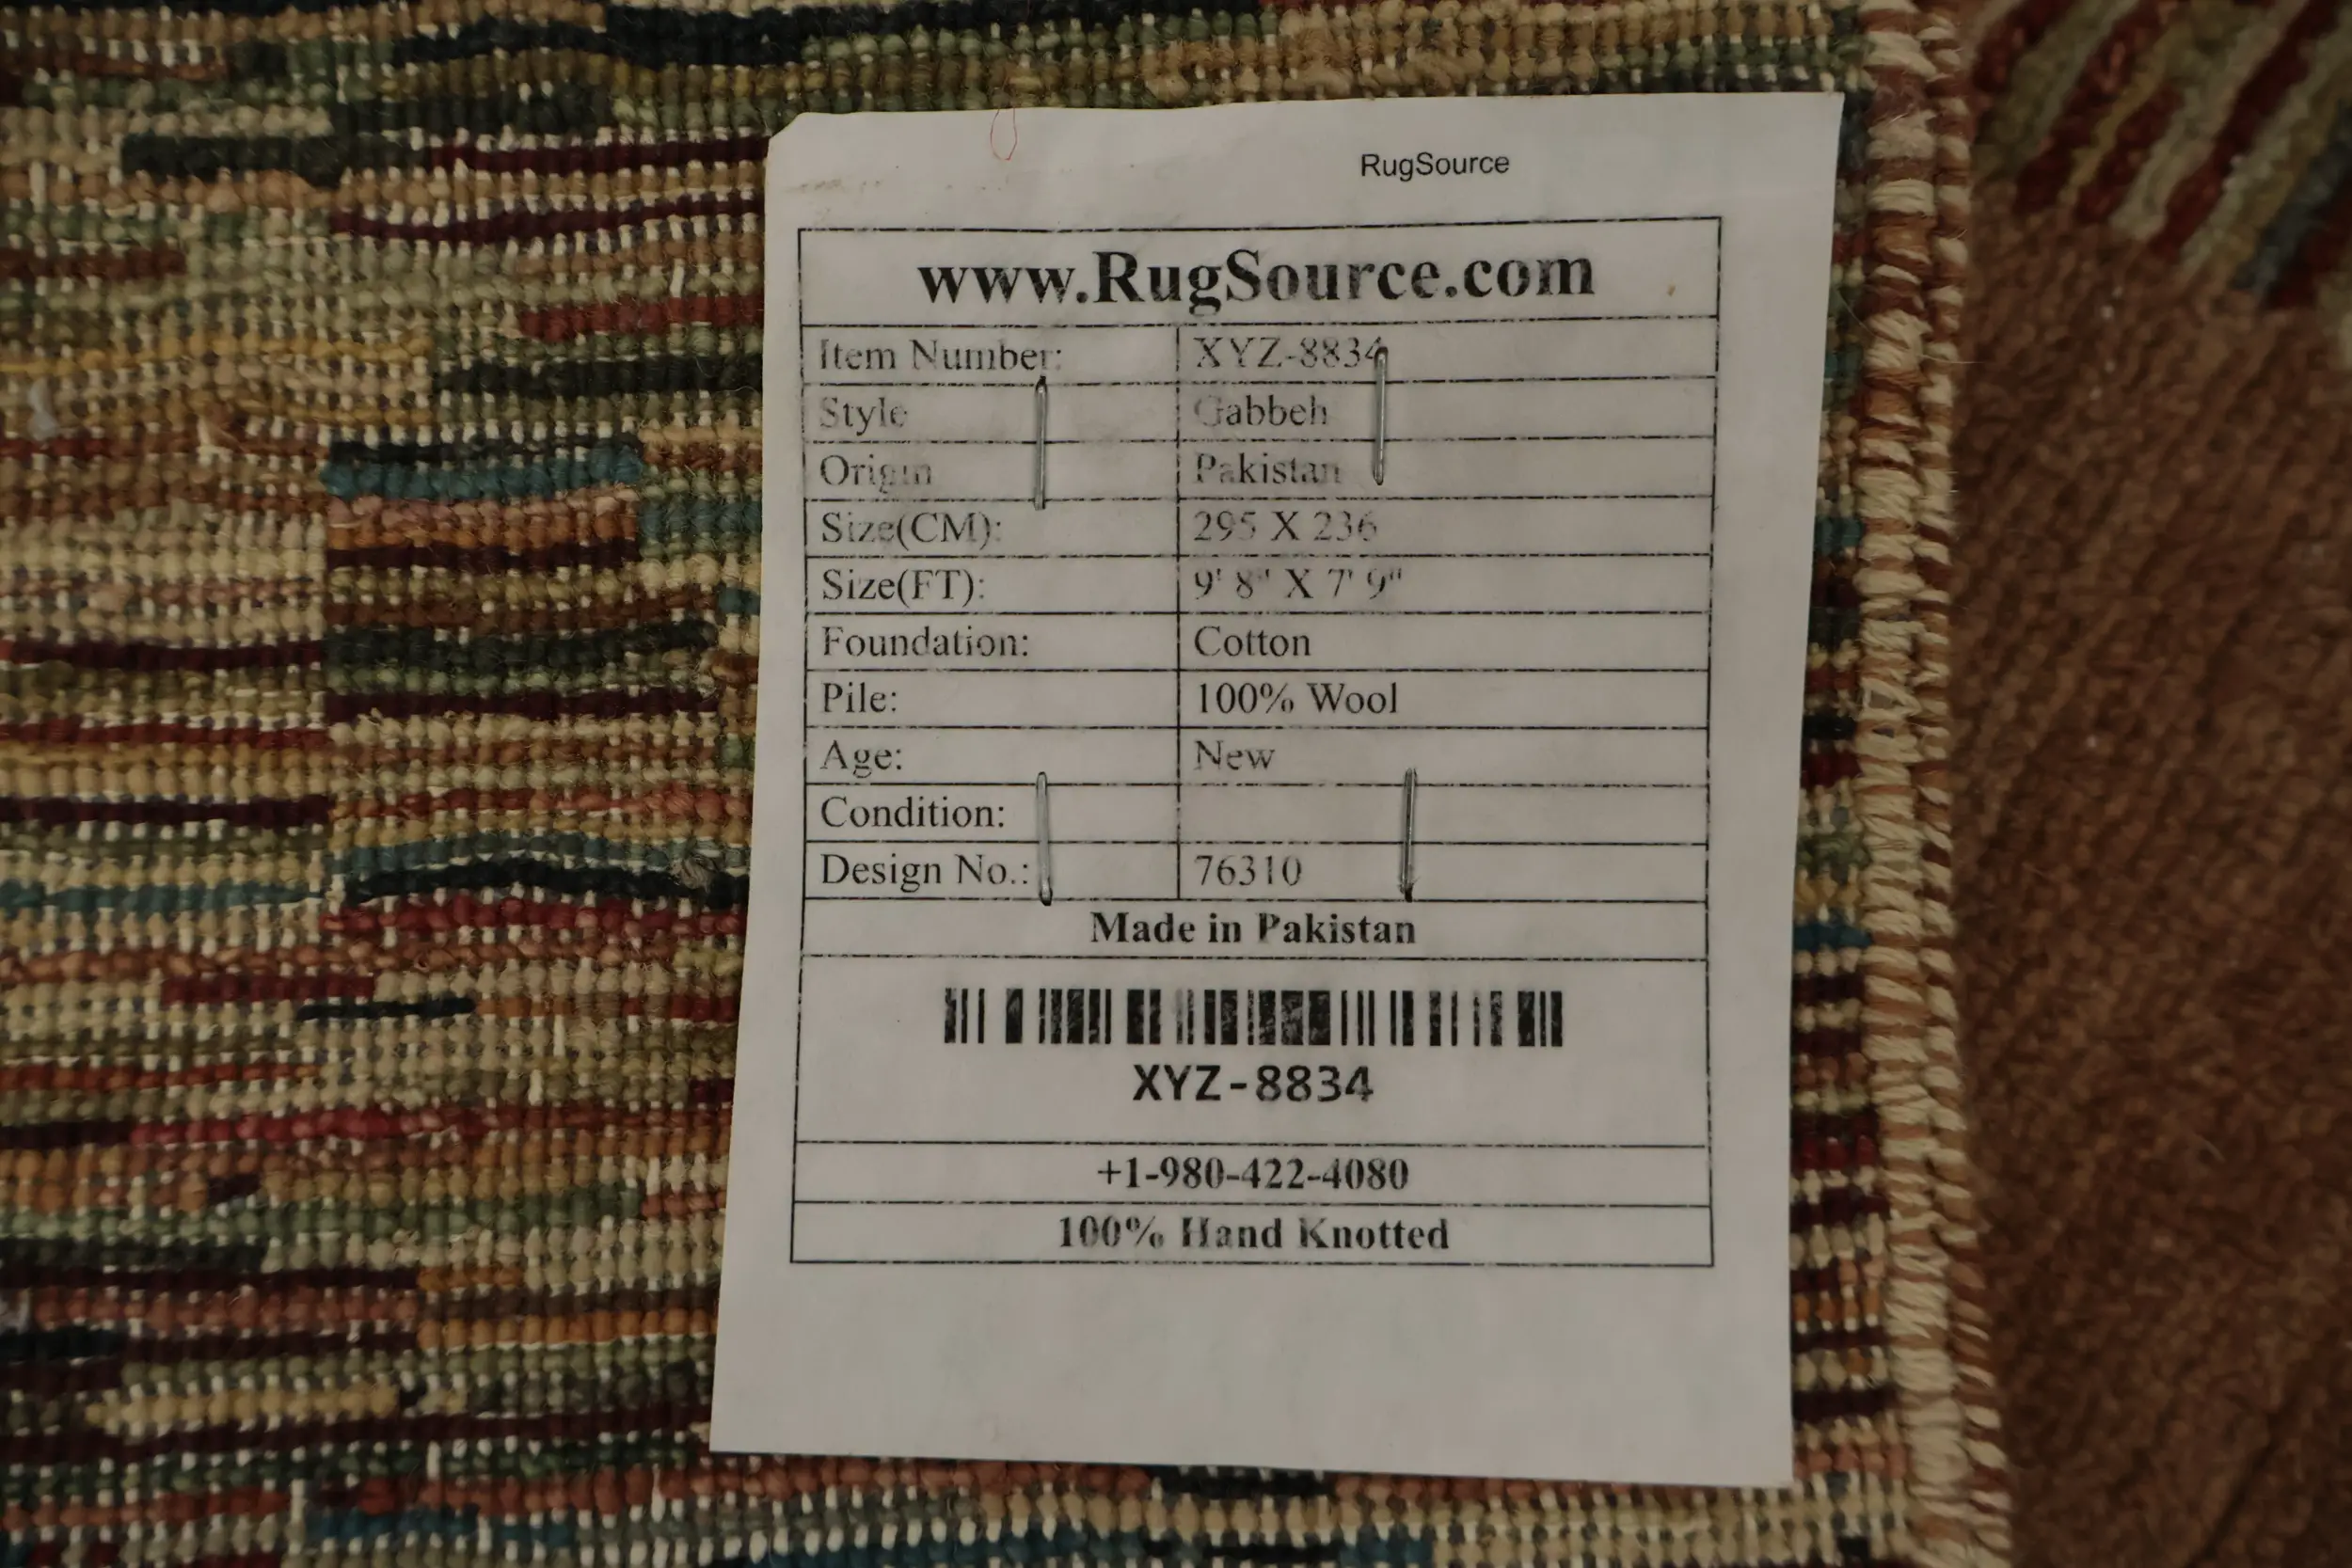 RugSource
www.RugSource.com
Item Number: XYZ-8834
Style Gabbeh
Origin Pakistan
Size(CM): 295 X 236
Size(FT): 9' 8" X 7' 9"
Foundation: Cotton
Pile: 100% Wool
Age: New
Condition:
Design No.: 76310
Made in Pakistan
XYZ-8834
+1-980-422-4080
100% Hand Knotted